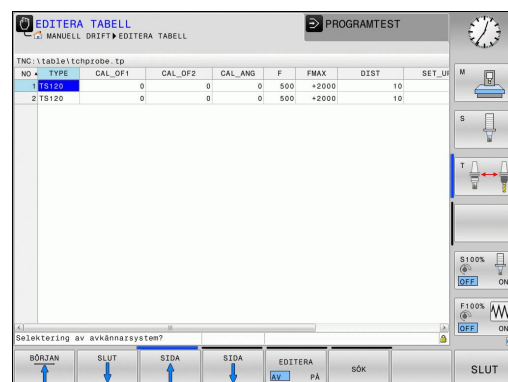 EDITERA TABELL
PROGRAMTEST
MANUELL DRIFT EDITERA TABELL
TNC:\table\tchprobe.tp
NO TYPE CAL_OF1 CAL_OF2 CAL_ANG F FMAX DIST
1 TS120 0 0 0 500 +2000 10
2 TS120 0 0 0 500 +2000 10
M
S
T
S100%
OFF ON
F100%
OFF ON
Selektering av avkännarsystem?
BÖRJAN SLUT SIDA SIDA EDITERA SÖK SLUT
AV PÅ